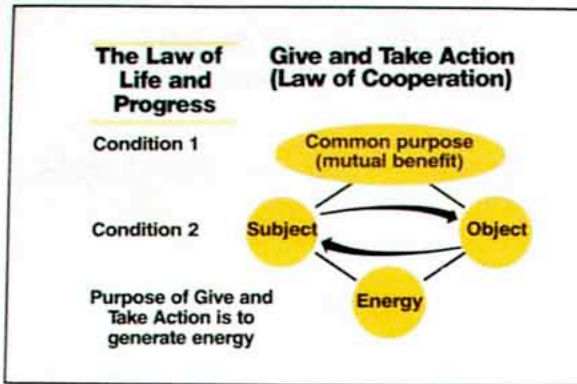 The Law of
Life and
Progress
Give and Take Action
(Law of Cooperation)
Condition 1
Common purpose
(mutual benefit)
Condition 2
Subject
Object
Purpose of Give and
Take Action is to
generate energy
Energy